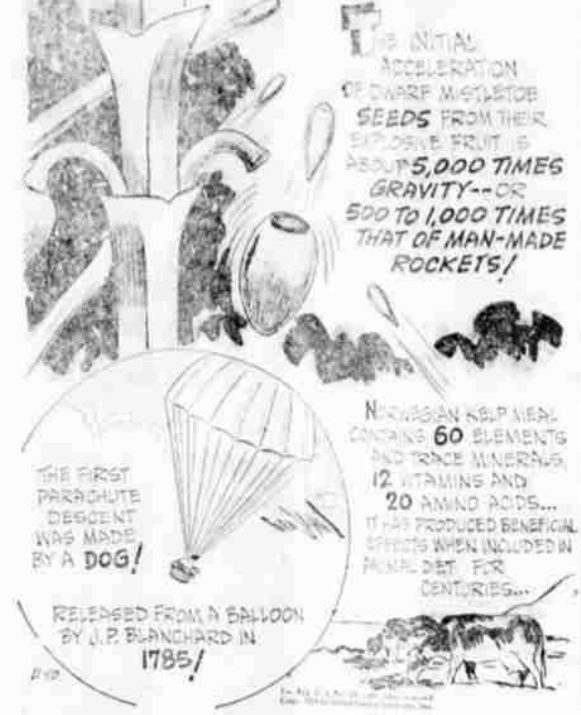 THE INITIAL
ACCELERATION
OF DWARF MISTLETOE
SEEDS FROM THEIR
EXPLOSIVE FRUIT IS
ABOUT 5,000 TIMES
GRAVITY--OR
500 TO 1,000 TIMES
THAT OF MAN-MADE
ROCKETS!
THE FIRST
PARACHUTE
DESCENT
WAS MADE
BY A DOG!
RELEASED FROM A BALLOON
BY J.P. BLANCHARD IN
1785!
NORWEGIAN KELP MEAL
CONTAINS 60 ELEMENTS
AND TRACE MINERALS,
12 VITAMINS AND
20 AMINO ACIDS...
IT HAS PRODUCED BENEFICIAL
EFFECTS WHEN INCLUDED IN
ANIMAL DIET FOR
CENTURIES...